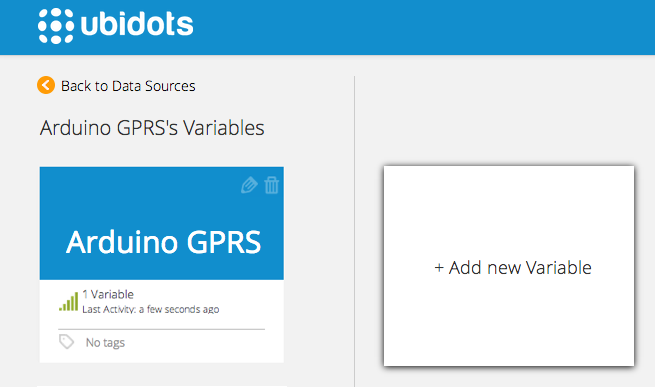 ubidots
Back to Data Sources
Arduino GPRS's Variables
Arduino GPRS
1 Variable
Last Activity: a few seconds ago
No tags
+ Add new Variable